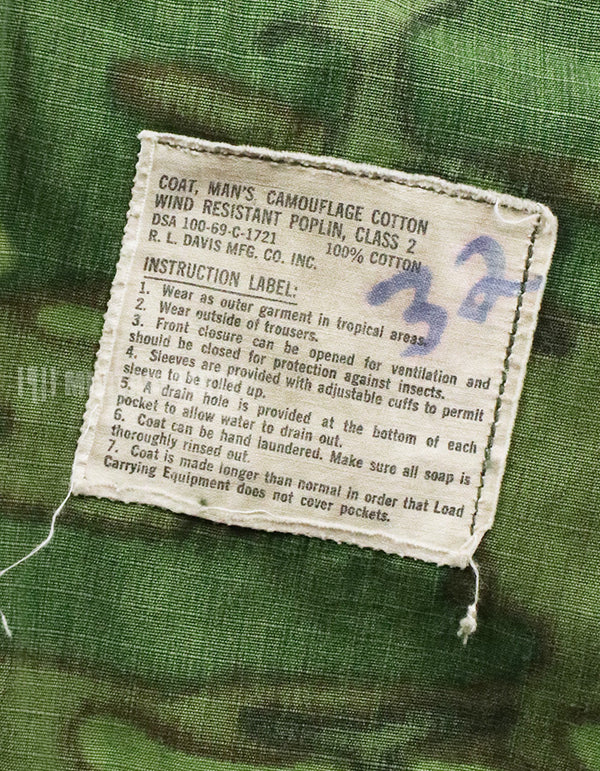 COAT, MAN'S, CAMOUFLAGE COTTON
WIND RESISTANT POPLIN, CLASS 2
DSA 100-69-C-1721 100% COTTON
R. L. DAVIS MFG. CO. INC.
32
INSTRUCTION LABEL:
1. Wear as outer garment in tropical areas.
2. Wear outside of trousers.
3. Front closure can be opened for ventilation and
should be closed for protection against insects.
4. Sleeves are provided with adjustable cuffs to permit
sleeve to be rolled up.
5. A drain hole is provided at the bottom of each
pocket to allow water to drain out.
6. Coat can be hand laundered. Make sure all soap is
thoroughly rinsed out.
7. Coat is made longer than normal in order that Load
Carrying Equipment does not cover pockets.